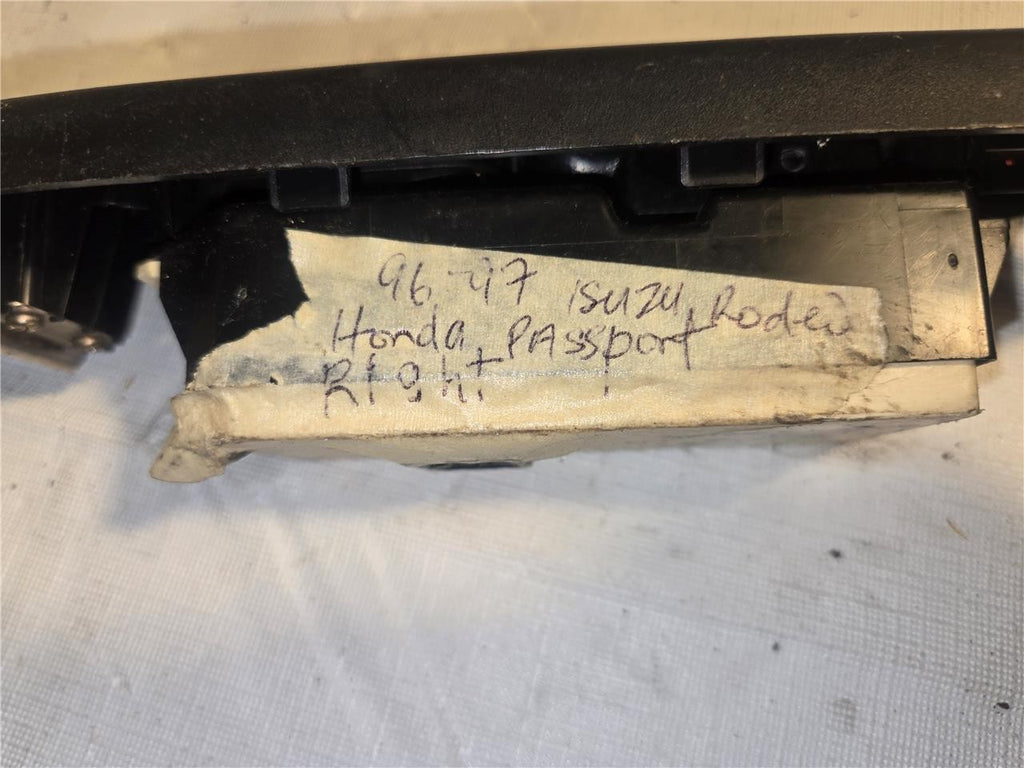 96-97 ISUZU Rodeo
Honda PAssport
Right